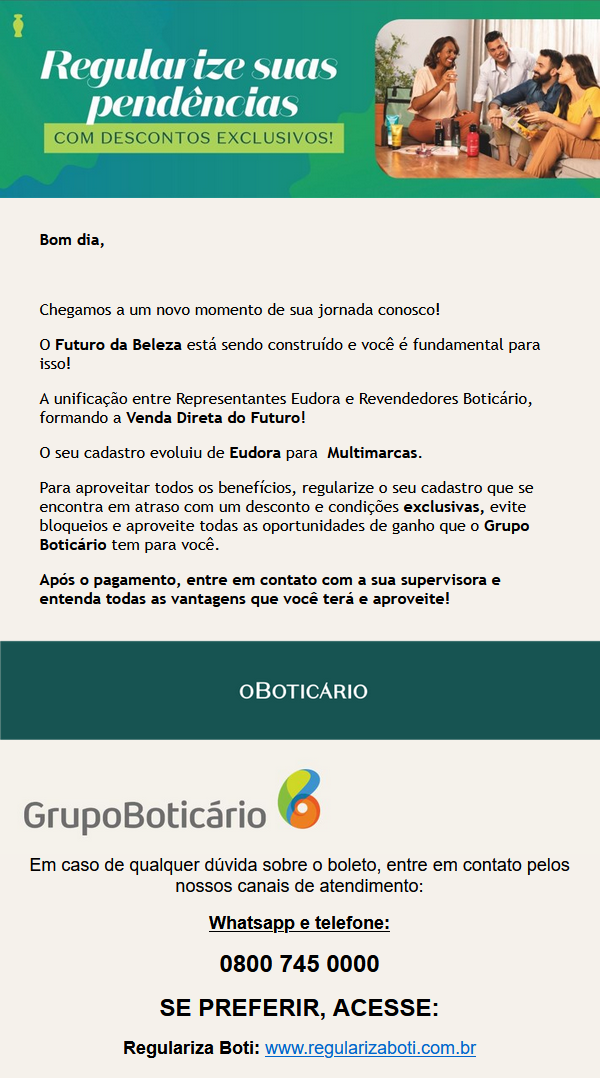 Regularize suas
pendências
COM DESCONTOS EXCLUSIVOS!
Bom dia,
Chegamos a um novo momento de sua jornada conosco!
O Futuro da Beleza está sendo construído e você é fundamental para
isso!
A unificação entre Representantes Eudora e Revendedores Boticário,
formando a Venda Direta do Futuro!
O seu cadastro evoluiu de Eudora para  Multimarcas.
Para aproveitar todos os benefícios, regularize o seu cadastro que se
encontra em atraso com um desconto e condições exclusivas, evite
bloqueios e aproveite todas as oportunidades de ganho que o Grupo
Boticário tem para você.
Após o pagamento, entre em contato com a sua supervisora e
entenda todas as vantagens que você terá e aproveite!
OBOTICÁRIO
GrupoBoticário
Em caso de qualquer dúvida sobre o boleto, entre em contato pelos
nossos canais de atendimento:
Whatsapp e telefone:
0800 745 0000
SE PREFERIR, ACESSE:
Regulariza Boti: www.regularizaboti.com.br